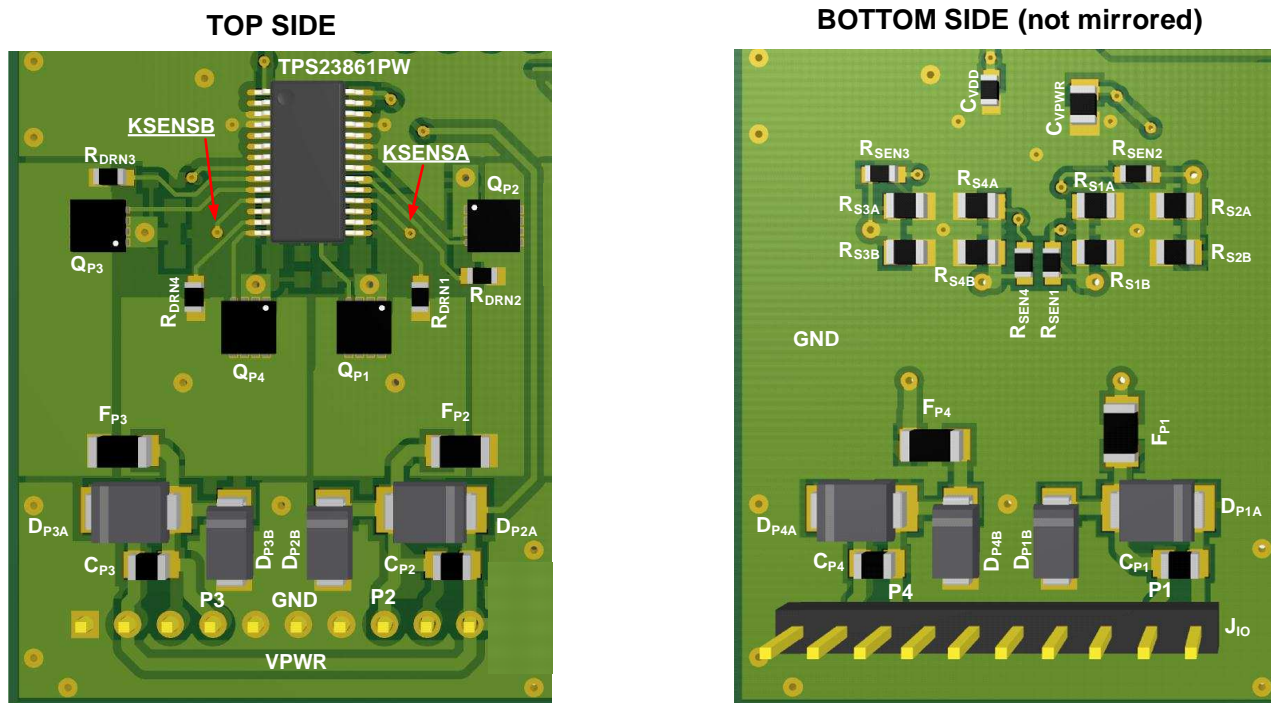 TOP SIDE
TPS23861PW
KSENSB
KSENSA
RDRN3
QP2
QP3
RDRN4
RDRN1
RDRN2
QP4
QP1
FP3
FP2
DP3A
DP3B
DP2B
DP2A
CP3
CP2
P3
GND
P2
VPWR
BOTTOM SIDE (not mirrored)
CVDD
CVPWR
RSEN3
RSEN2
RS4A
RS1A
RS3A
RS2A
RS3B
RS2B
RS4B
RS1B
RSEN4
RSEN1
GND
FP4
FP1
DP4A
DP4B
DP1B
DP1A
CP4
CP1
P4
P1
JIO